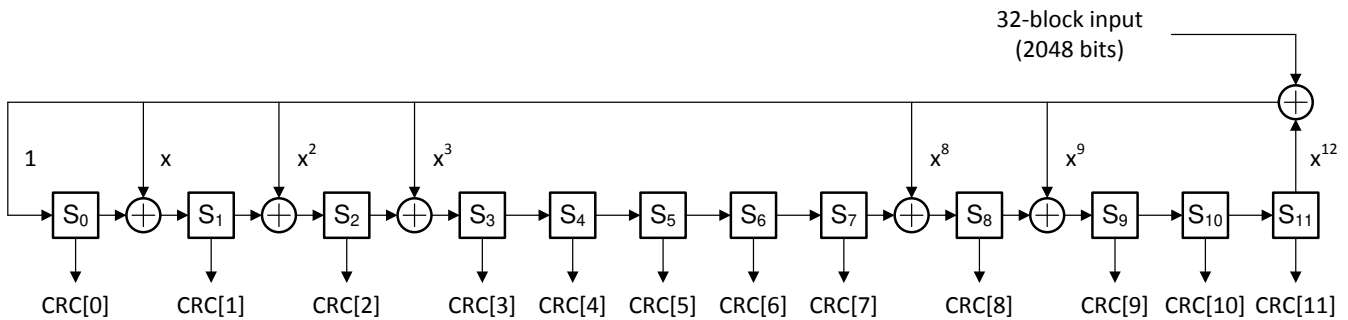 32-block input
(2048 bits)
1 x x² x³ x⁸ x⁹ x¹²
S₀ S₁ S₂ S₃ S₄ S₅ S₆ S₇ S₈ S₉ S₁₀ S₁₁
CRC[0] CRC[1] CRC[2] CRC[3] CRC[4] CRC[5] CRC[6] CRC[7] CRC[8] CRC[9] CRC[10] CRC[11]